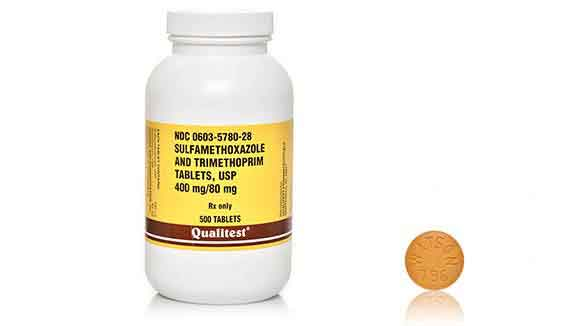 NDC 0603-5780-28
SULFAMETHOXAZOLE
AND TRIMETHOPRIM
TABLETS, USP
400 mg/80 mg
Rx only
500 TABLETS
Qualitest®
WATSON
796